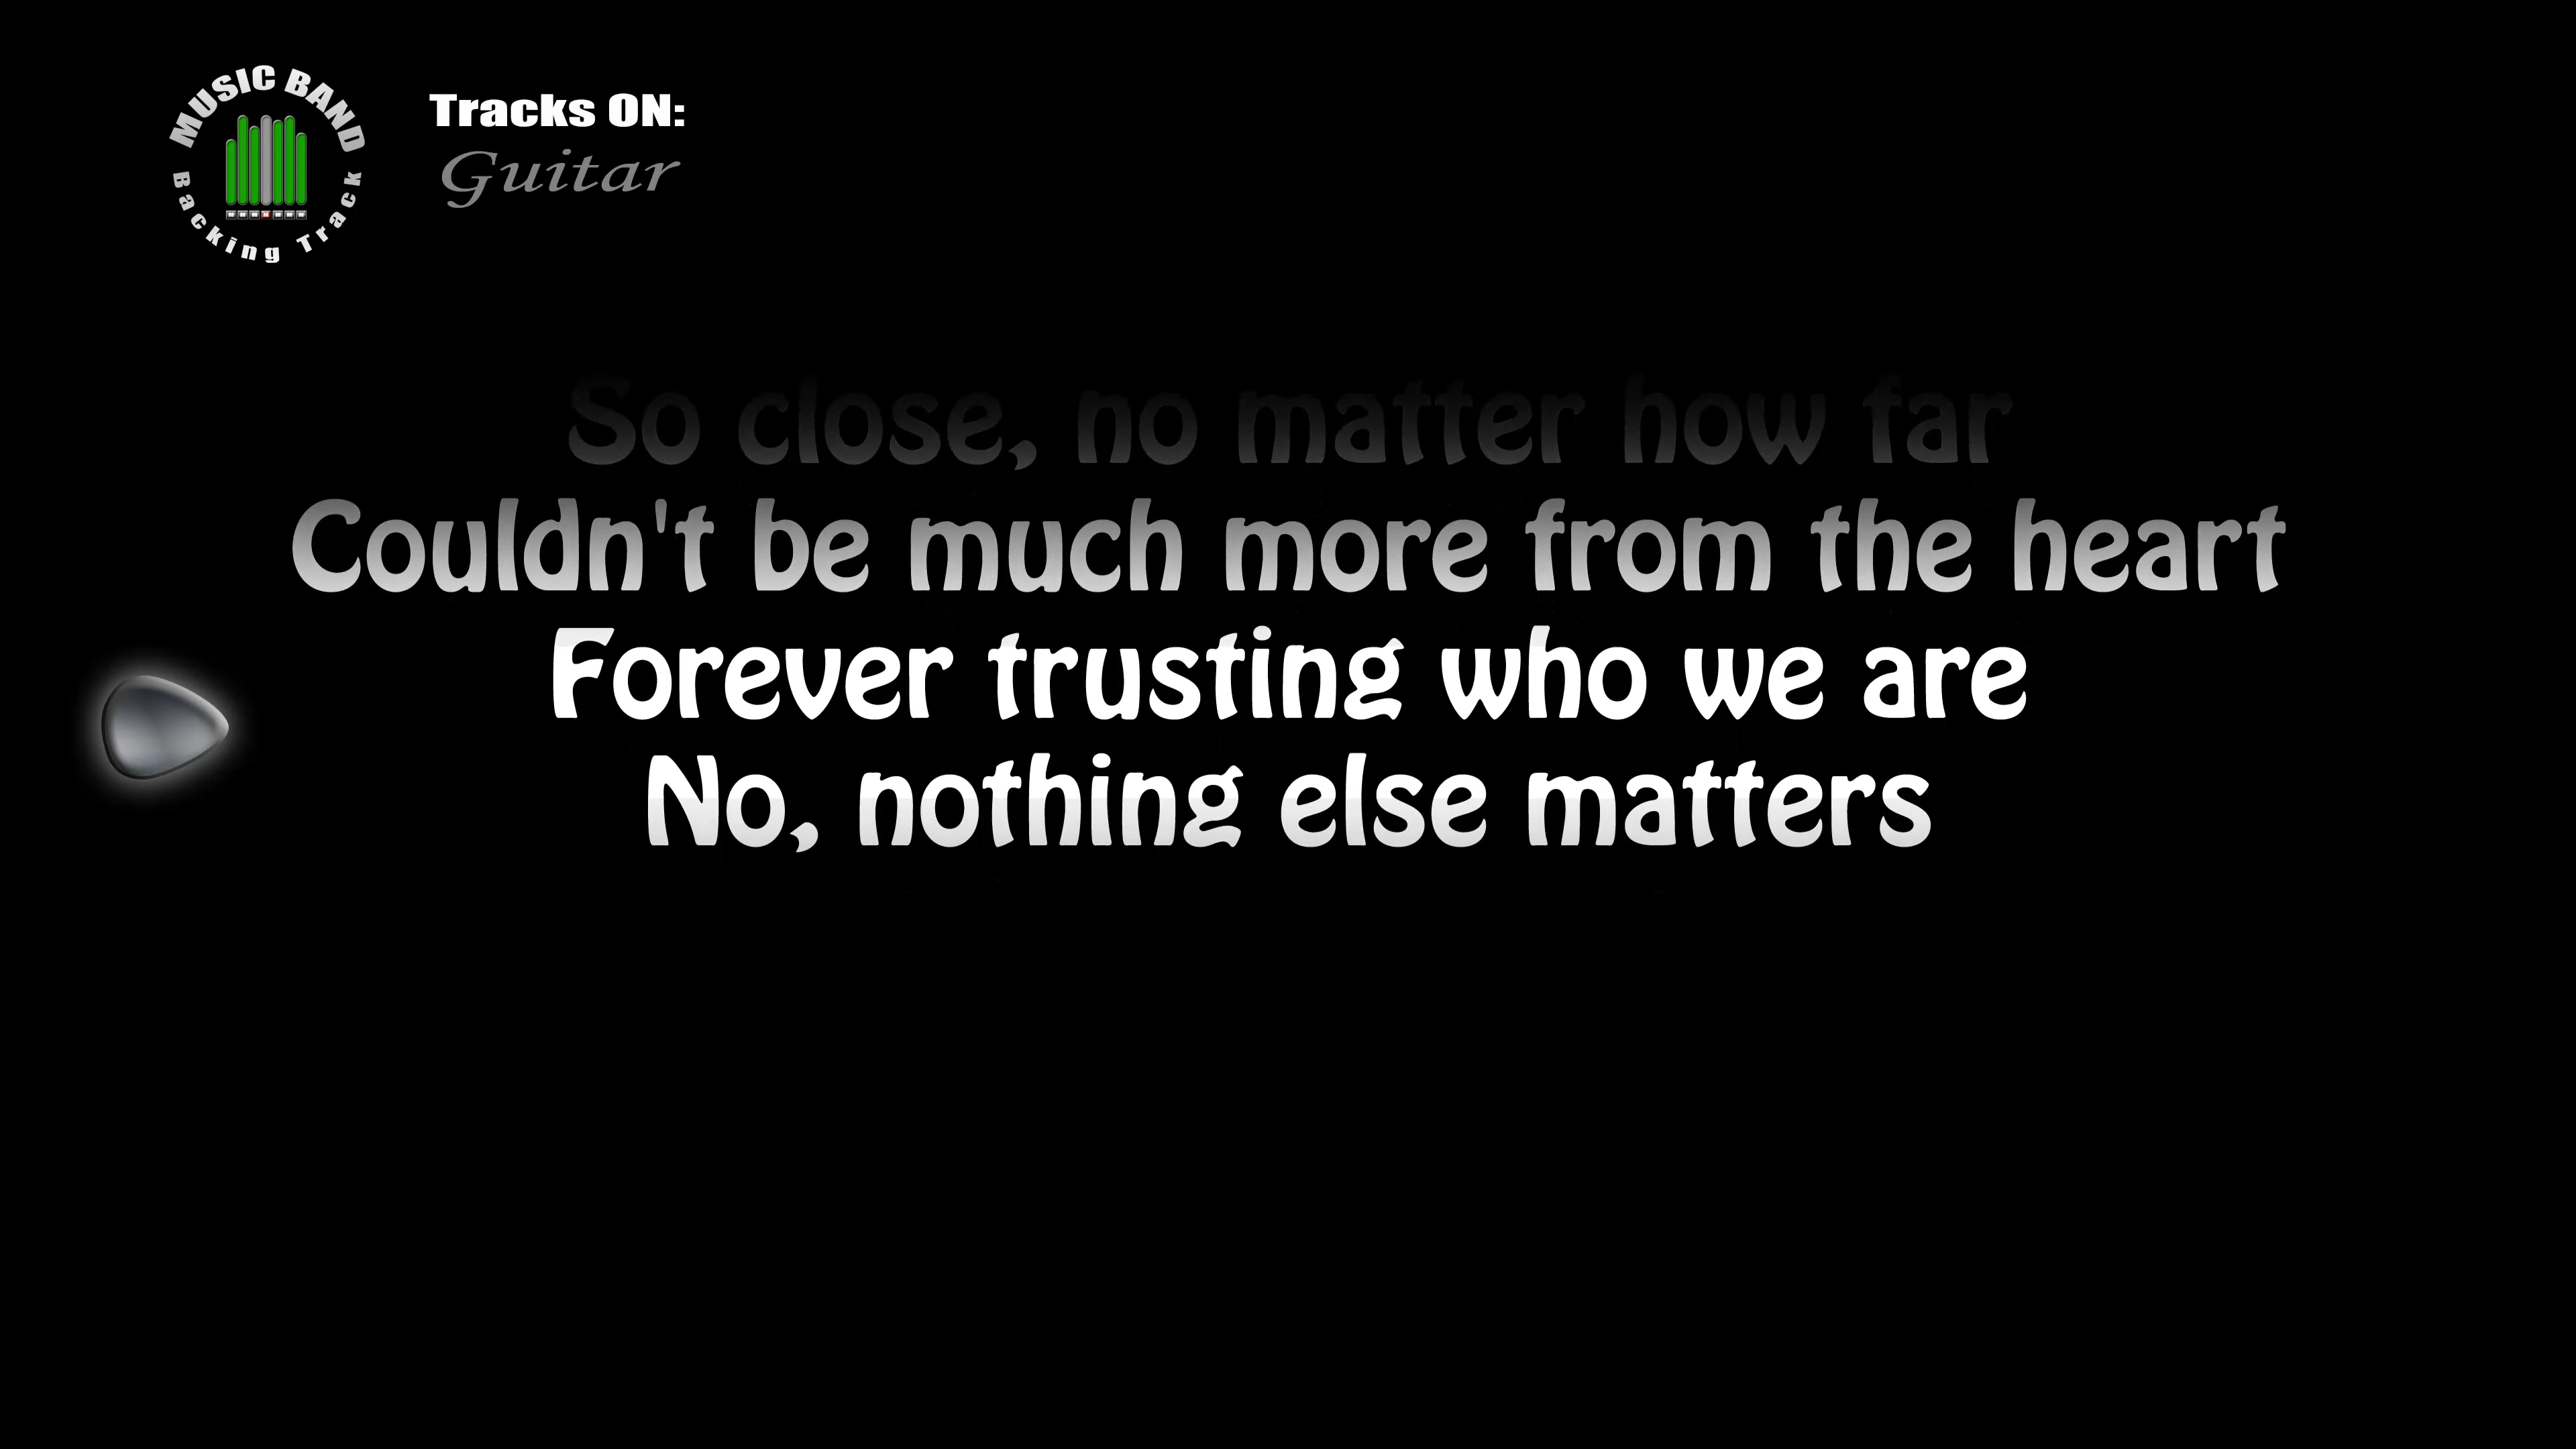 MUSIC BAND
Backing Track
Tracks ON:
Guitar
So close, no matter how far
Couldn't be much more from the heart
Forever trusting who we are
No, nothing else matters